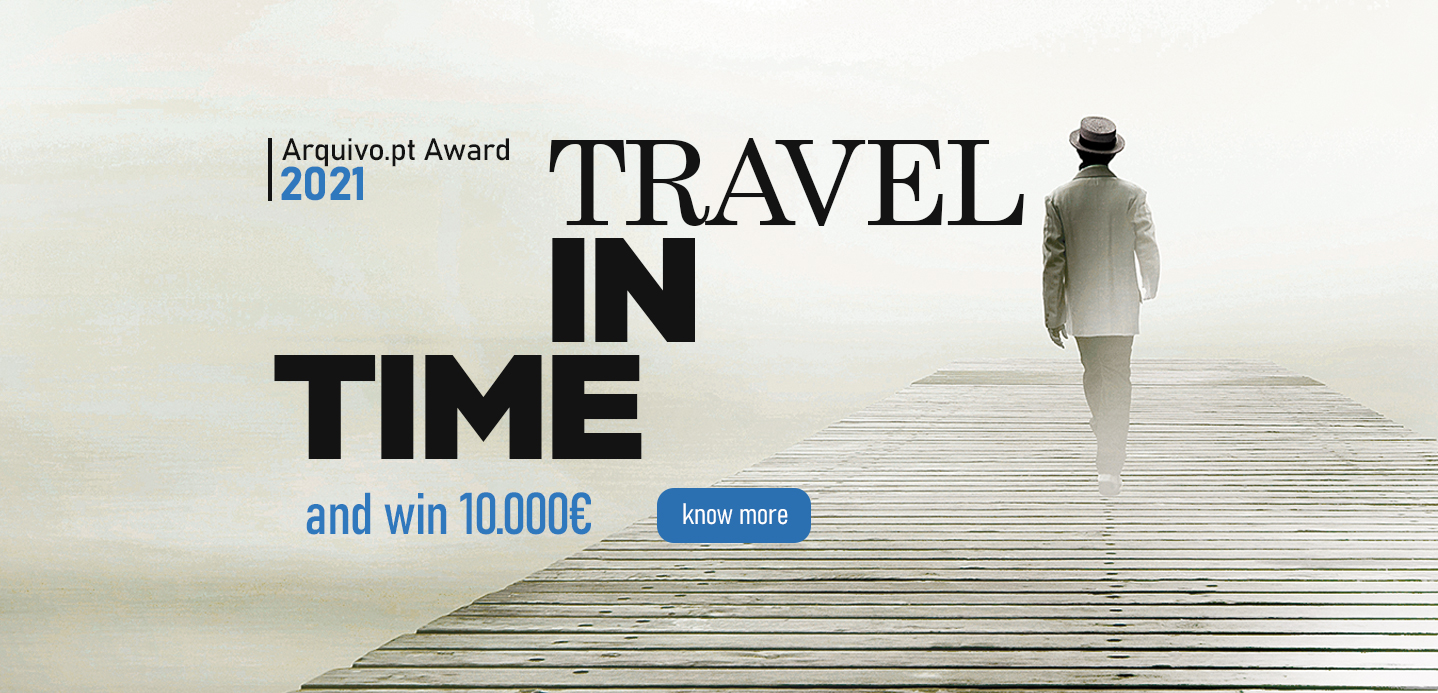 Arquivo.pt Award
2021
TRAVEL
IN
TIME
and win 10.000€
know more